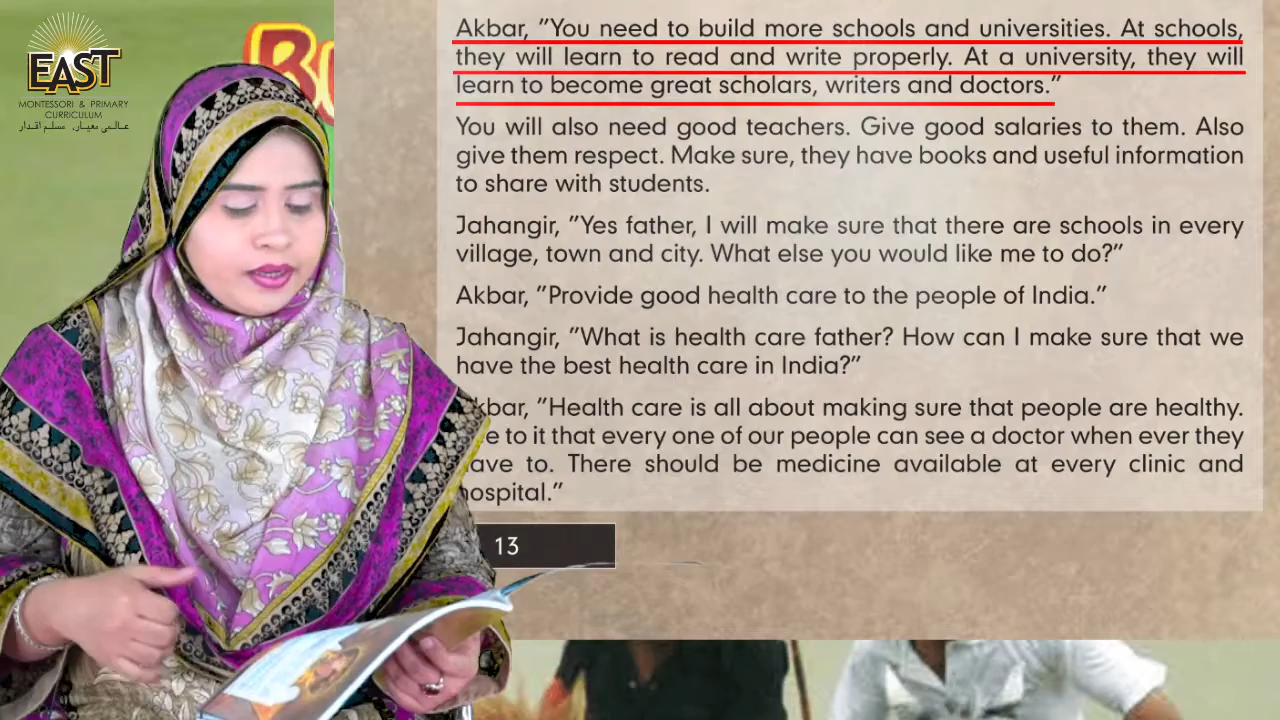 EAST
MONTESSORI & PRIMARY
CURRICULUM
عالمی معیار، مسلم اقدار
Akbar, ”You need to build more schools and universities. At schools,
they will learn to read and write properly. At a university, they will
learn to become great scholars, writers and doctors.”
You will also need good teachers. Give good salaries to them. Also
give them respect. Make sure, they have books and useful information
to share with students.
Jahangir, ”Yes father, I will make sure that there are schools in every
village, town and city. What else you would like me to do?”
Akbar, ”Provide good health care to the people of India.”
Jahangir, ”What is health care father? How can I make sure that we
have the best health care in India?”
kbar, ”Health care is all about making sure that people are healthy.
e to it that every one of our people can see a doctor when ever they
ave to. There should be medicine available at every clinic and
hospital.”
13